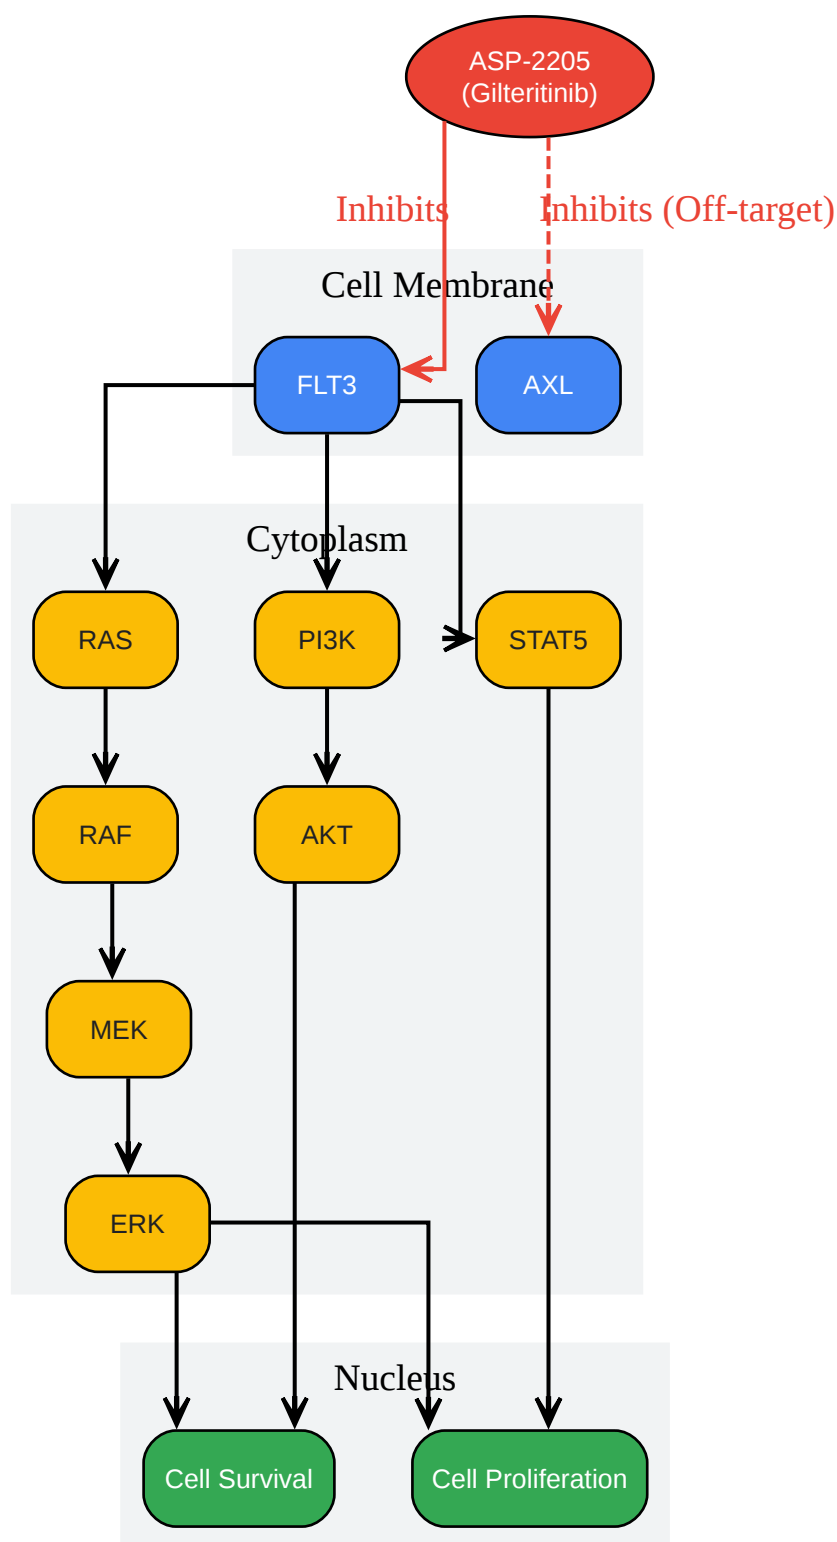 ASP-2205
(Gilteritinib)
Inhibits
Inhibits (Off-target)
Cell Membrane
FLT3
AXL
Cytoplasm
RAS
PI3K
STAT5
RAF
AKT
MEK
ERK
Nucleus
Cell Survival
Cell Proliferation